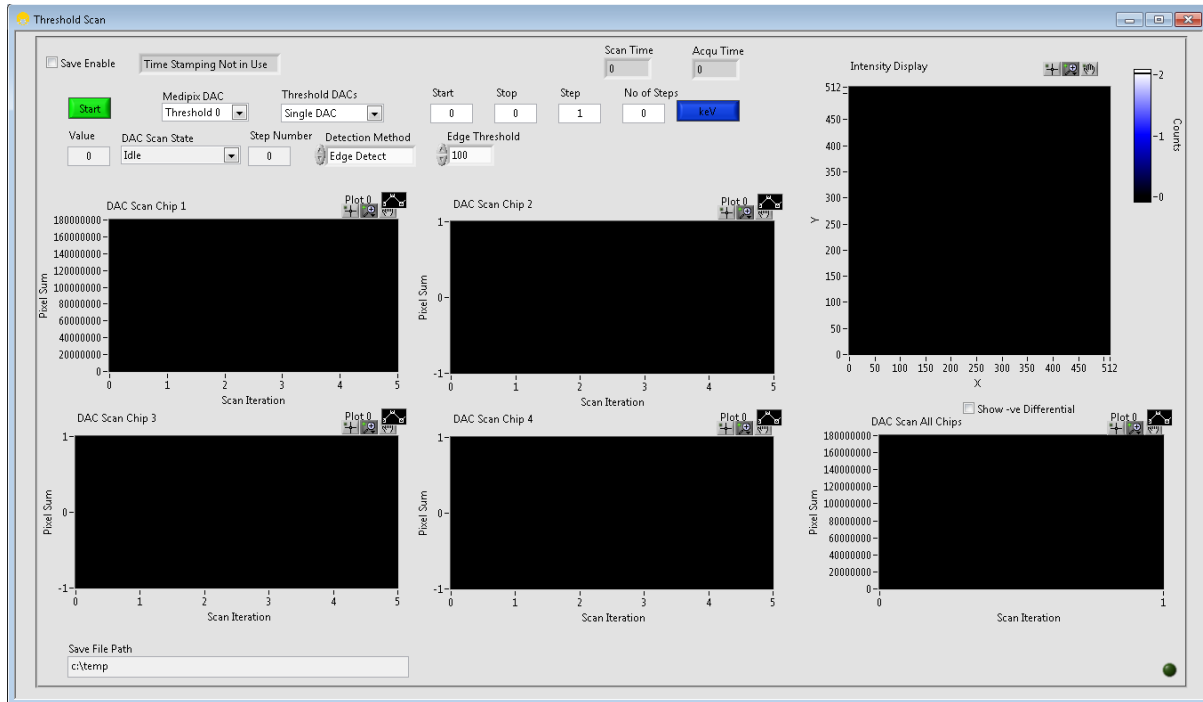 Threshold Scan
Save Enable
Time Stamping Not in Use
Scan Time
Acqu Time
0
0
Start
Medipix DAC
Threshold 0
Threshold DACs
Single DAC
Start
Stop
Step
No of Steps
0
0
1
0
keV
Value
DAC Scan State
Step Number
Detection Method
Edge Threshold
0
Idle
0
Edge Detect
100
Intensity Display
512
450
400
350
300
250
200
150
100
50
0
Y
0 50 100 150 200 250 300 350 400 450 512
X
2
1
0
Counts
DAC Scan Chip 1
Plot 0
180000000
160000000
140000000
120000000
100000000
80000000
60000000
40000000
20000000
0
Pixel Sum
0 1 2 3 4 5
Scan Iteration
DAC Scan Chip 2
Plot 0
1
0
-1
Pixel Sum
0 1 2 3 4 5
Scan Iteration
DAC Scan Chip 3
Plot 0
1
0
-1
Pixel Sum
0 1 2 3 4 5
Scan Iteration
DAC Scan Chip 4
Plot 0
1
0
-1
Pixel Sum
0 1 2 3 4 5
Scan Iteration
Show -ve Differential
DAC Scan All Chips
Plot 0
180000000
160000000
140000000
120000000
100000000
80000000
60000000
40000000
20000000
0
Pixel Sum
0 1
Scan Iteration
Save File Path
c:\temp